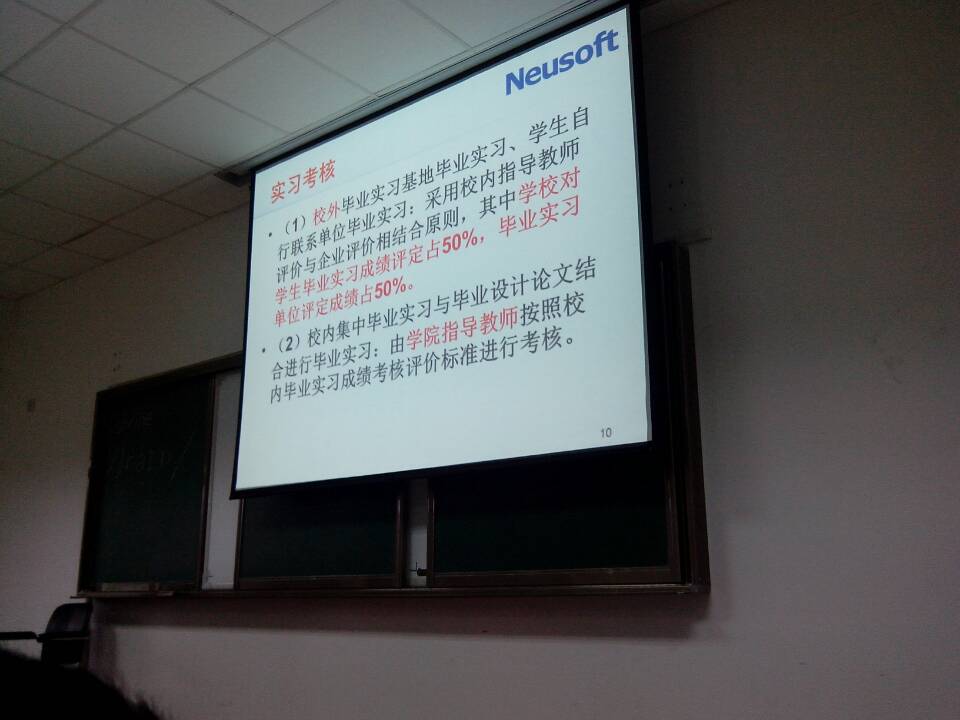 Neusoft
实习考核
• （1）校外毕业实习基地毕业实习、学生自
行联系单位毕业实习：采用校内指导教师
评价与企业评价相结合原则，其中学校对
学生毕业实习成绩评定占50%，毕业实习
单位评定成绩占50%。
• （2）校内集中毕业实习与毕业设计论文结
合进行毕业实习：由学院指导教师按照校
内毕业实习成绩考核评价标准进行考核。
10